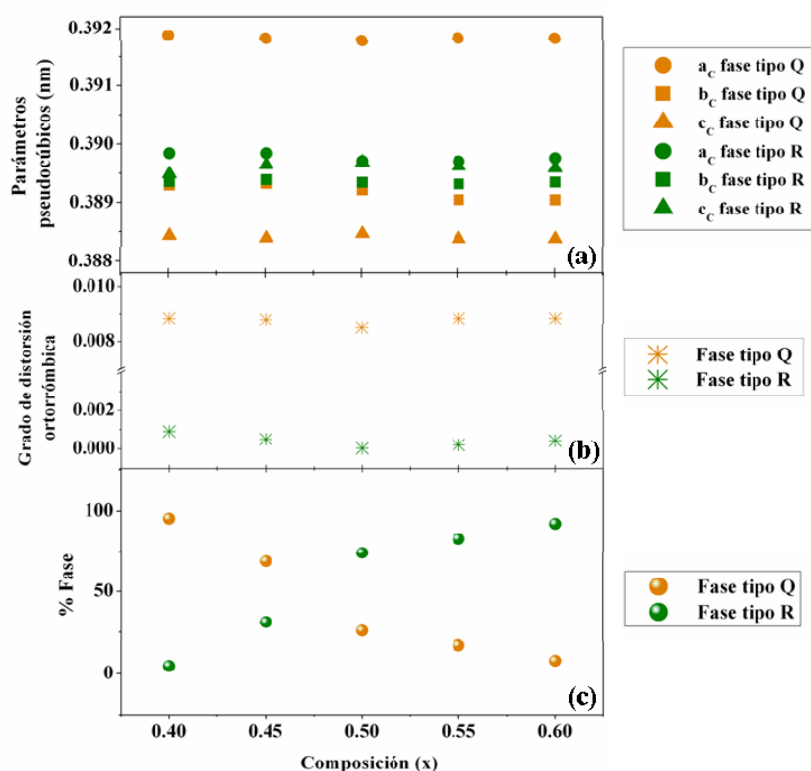 0.392
0.391
0.390
0.389
0.388
Parámetros
pseudocúbicos (nm)
(a)
a_C fase tipo Q
b_C fase tipo Q
c_C fase tipo Q
a_C fase tipo R
b_C fase tipo R
c_C fase tipo R
0.010
0.008
0.002
0.000
Grado de distorsión
ortorrómbica
(b)
Fase tipo Q
Fase tipo R
100
50
0
% Fase
(c)
Fase tipo Q
Fase tipo R
0.40 0.45 0.50 0.55 0.60
Composición (x)